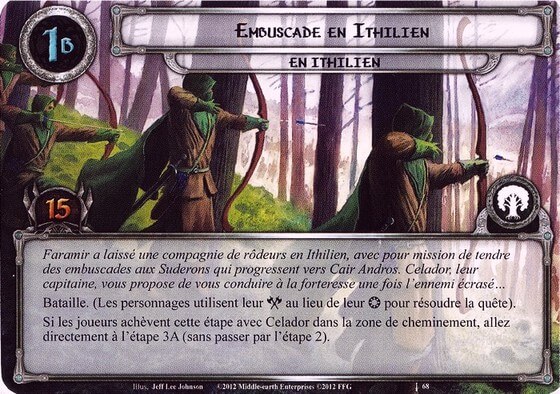 1B
Embuscade en Ithilien
EN ITHILIEN
15
Faramir a laissé une compagnie de rôdeurs en Ithilien, avec pour mission de tendre
des embuscades aux Suderons qui progressent vers Cair Andros. Celador, leur
capitaine, vous propose de vous conduire à la forteresse une fois l'ennemi écrasé…
Bataille. (Les personnages utilisent leur au lieu de leur pour résoudre la quête).
Si les joueurs achèvent cette étape avec Celador dans la zone de cheminement, allez
directement à l'étape 3A (sans passer par l'étape 2).
Illus. Jeff Lee Johnson ©2012 Middle-earth Enterprises ©2012 FFG 68